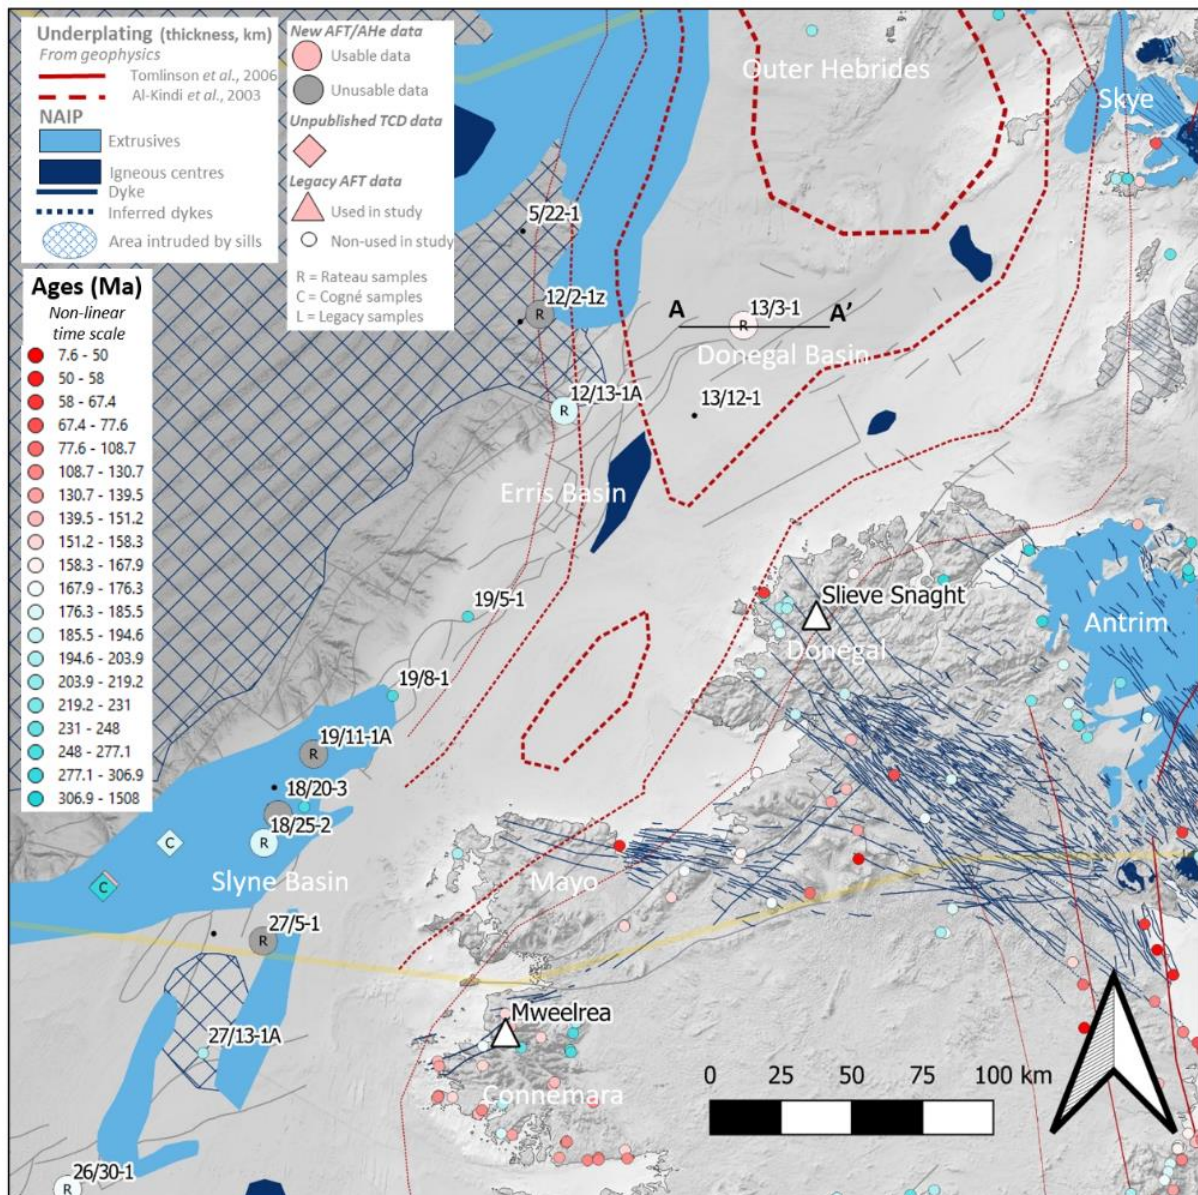 Underplating (thickness, km)
From geophysics
Tomlinson et al., 2006
Al-Kindi et al., 2003
NAIP
Extrusives
Igneous centres
Dyke
Inferred dykes
Area intruded by sills
New AFT/AHe data
Usable data
Unusable data
Unpublished TCD data
Legacy AFT data
Used in study
Non-used in study
R = Rateau samples
C = Cogné samples
L = Legacy samples
Ages (Ma)
Non-linear
time scale
7.6 - 50
50 - 58
58 - 67.4
67.4 - 77.6
77.6 - 108.7
108.7 - 130.7
130.7 - 139.5
139.5 - 151.2
151.2 - 158.3
158.3 - 167.9
167.9 - 176.3
176.3 - 185.5
185.5 - 194.6
194.6 - 203.9
203.9 - 219.2
219.2 - 231
231 - 248
248 - 277.1
277.1 - 306.9
306.9 - 1508
Outer Hebrides
Skye
5/22-1
12/2-1z
R
A
13/3-1
A'
R
Donegal Basin
12/13-1A
R
13/12-1
Erris Basin
19/5-1
Slieve Snaght
Antrim
Donegal
19/8-1
19/11-1A
R
18/20-3
18/25-2
R
C
C
Slyne Basin
Mayo
27/5-1
R
Mweelrea
27/13-1A
Connemara
0 25 50 75 100 km
26/30-1
R